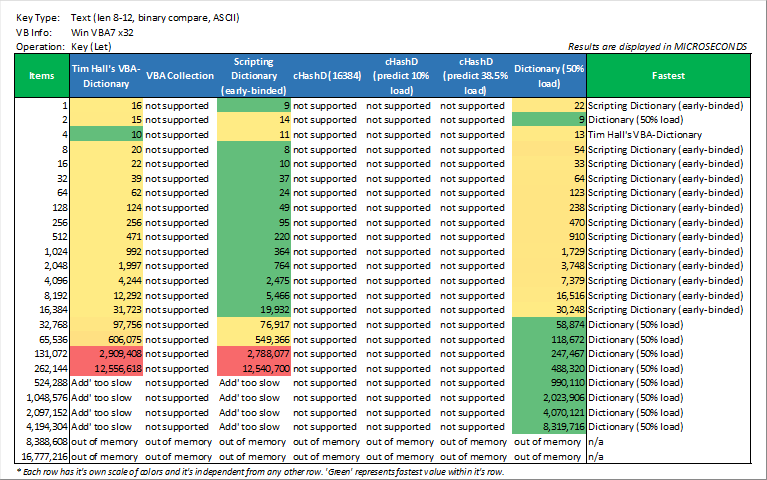 Key Type: Text (len 8-12, binary compare, ASCII)
VB Info: Win VBA7 x32
Operation: Key (Let)
Results are displayed in MICROSECONDS
Items Tim Hall's VBA-Dictionary VBA Collection Scripting Dictionary (early-binded) cHashD (16384) cHashD (predict 10% load) cHashD (predict 38.5% load) Dictionary (50% load) Fastest
1 16 not supported 9 not supported not supported not supported 22 Scripting Dictionary (early-binded)
2 15 not supported 14 not supported not supported not supported 9 Dictionary (50% load)
4 10 not supported 11 not supported not supported not supported 13 Tim Hall's VBA-Dictionary
8 20 not supported 8 not supported not supported not supported 54 Scripting Dictionary (early-binded)
16 22 not supported 10 not supported not supported not supported 33 Scripting Dictionary (early-binded)
32 39 not supported 37 not supported not supported not supported 64 Scripting Dictionary (early-binded)
64 62 not supported 24 not supported not supported not supported 123 Scripting Dictionary (early-binded)
128 124 not supported 49 not supported not supported not supported 238 Scripting Dictionary (early-binded)
256 256 not supported 95 not supported not supported not supported 470 Scripting Dictionary (early-binded)
512 471 not supported 220 not supported not supported not supported 910 Scripting Dictionary (early-binded)
1,024 992 not supported 364 not supported not supported not supported 1,729 Scripting Dictionary (early-binded)
2,048 1,997 not supported 764 not supported not supported not supported 3,748 Scripting Dictionary (early-binded)
4,096 4,244 not supported 2,475 not supported not supported not supported 7,379 Scripting Dictionary (early-binded)
8,192 12,292 not supported 5,466 not supported not supported not supported 16,516 Scripting Dictionary (early-binded)
16,384 31,723 not supported 19,932 not supported not supported not supported 30,248 Scripting Dictionary (early-binded)
32,768 97,756 not supported 76,917 not supported not supported not supported 58,874 Dictionary (50% load)
65,536 606,075 not supported 549,366 not supported not supported not supported 118,672 Dictionary (50% load)
131,072 2,909,408 not supported 2,788,077 not supported not supported not supported 247,467 Dictionary (50% load)
262,144 12,556,618 not supported 12,540,700 not supported not supported not supported 488,320 Dictionary (50% load)
524,288 Add' too slow not supported Add' too slow not supported not supported not supported 990,110 Dictionary (50% load)
1,048,576 Add' too slow not supported Add' too slow not supported not supported not supported 2,023,906 Dictionary (50% load)
2,097,152 Add' too slow not supported Add' too slow not supported not supported not supported 4,070,121 Dictionary (50% load)
4,194,304 Add' too slow not supported Add' too slow not supported not supported not supported 8,319,716 Dictionary (50% load)
8,388,608 out of memory out of memory out of memory out of memory out of memory out of memory out of memory n/a
16,777,216 out of memory out of memory out of memory out of memory out of memory out of memory out of memory n/a
* Each row has it's own scale of colors and it's independent from any other row. 'Green' represents fastest value within it's row.